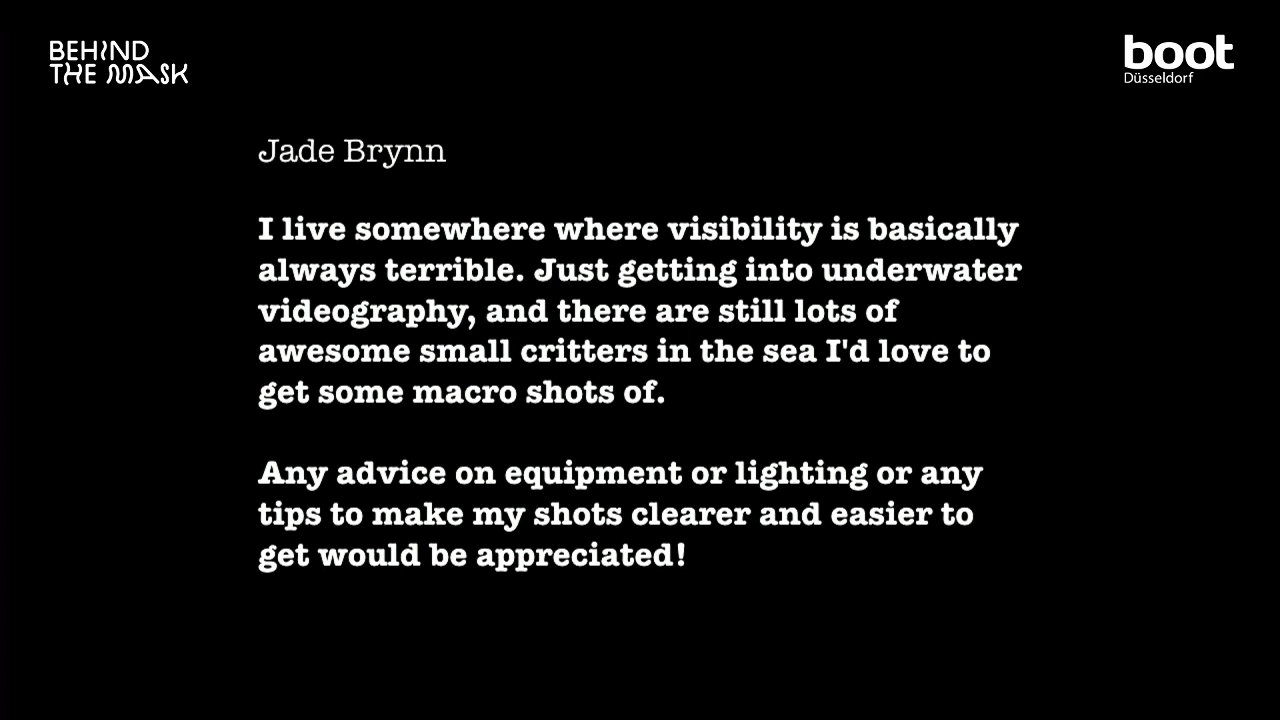 BEHIND
THE MASK
boot
Düsseldorf
Jade Brynn
I live somewhere where visibility is basically
always terrible. Just getting into underwater
videography, and there are still lots of
awesome small critters in the sea I'd love to
get some macro shots of.
Any advice on equipment or lighting or any
tips to make my shots clearer and easier to
get would be appreciated!